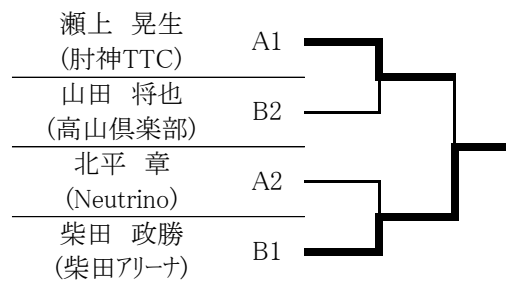 瀬上　晃生
(肘神TTC)
A1
山田　将也
(高山倶楽部)
B2
北平　章
(Neutrino)
A2
柴田　政勝
(柴田アリーナ)
B1